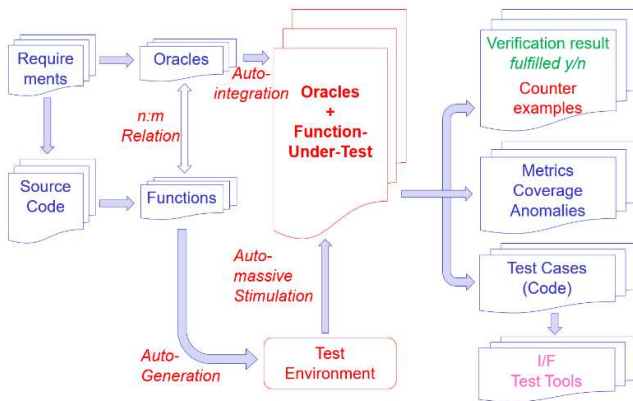 Require
ments
Oracles
Auto-
integration
n:m
Relation
Source
Code
Functions
Oracles
+
Function-
Under-Test
Auto-
massive
Stimulation
Auto-
Generation
Test
Environment
Verification result
fulfilled y/n
Counter
examples
Metrics
Coverage
Anomalies
Test Cases
(Code)
I/F
Test Tools